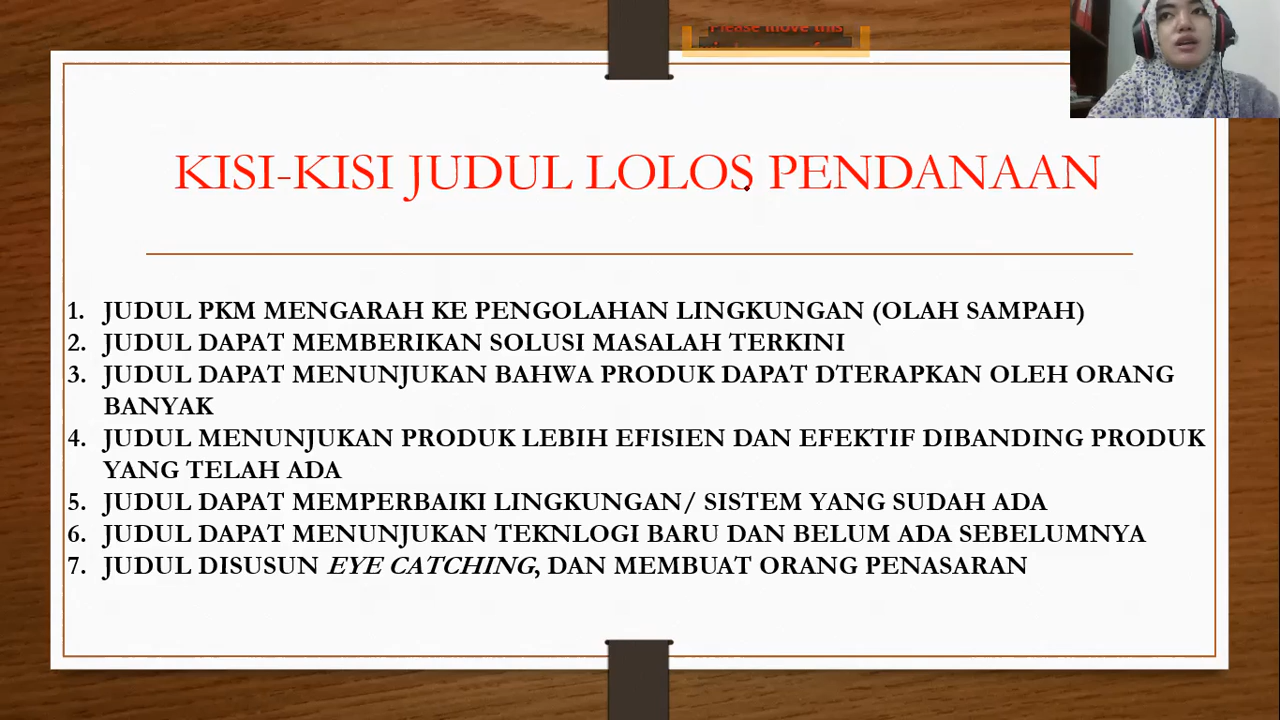 Please move this
KISI-KISI JUDUL LOLOS PENDANAAN
1. JUDUL PKM MENGARAH KE PENGOLAHAN LINGKUNGAN (OLAH SAMPAH)
2. JUDUL DAPAT MEMBERIKAN SOLUSI MASALAH TERKINI
3. JUDUL DAPAT MENUNJUKAN BAHWA PRODUK DAPAT DTERAPKAN OLEH ORANG
BANYAK
4. JUDUL MENUNJUKAN PRODUK LEBIH EFISIEN DAN EFEKTIF DIBANDING PRODUK
YANG TELAH ADA
5. JUDUL DAPAT MEMPERBAIKI LINGKUNGAN/ SISTEM YANG SUDAH ADA
6. JUDUL DAPAT MENUNJUKAN TEKNLOGI BARU DAN BELUM ADA SEBELUMNYA
7. JUDUL DISUSUN EYE CATCHING, DAN MEMBUAT ORANG PENASARAN